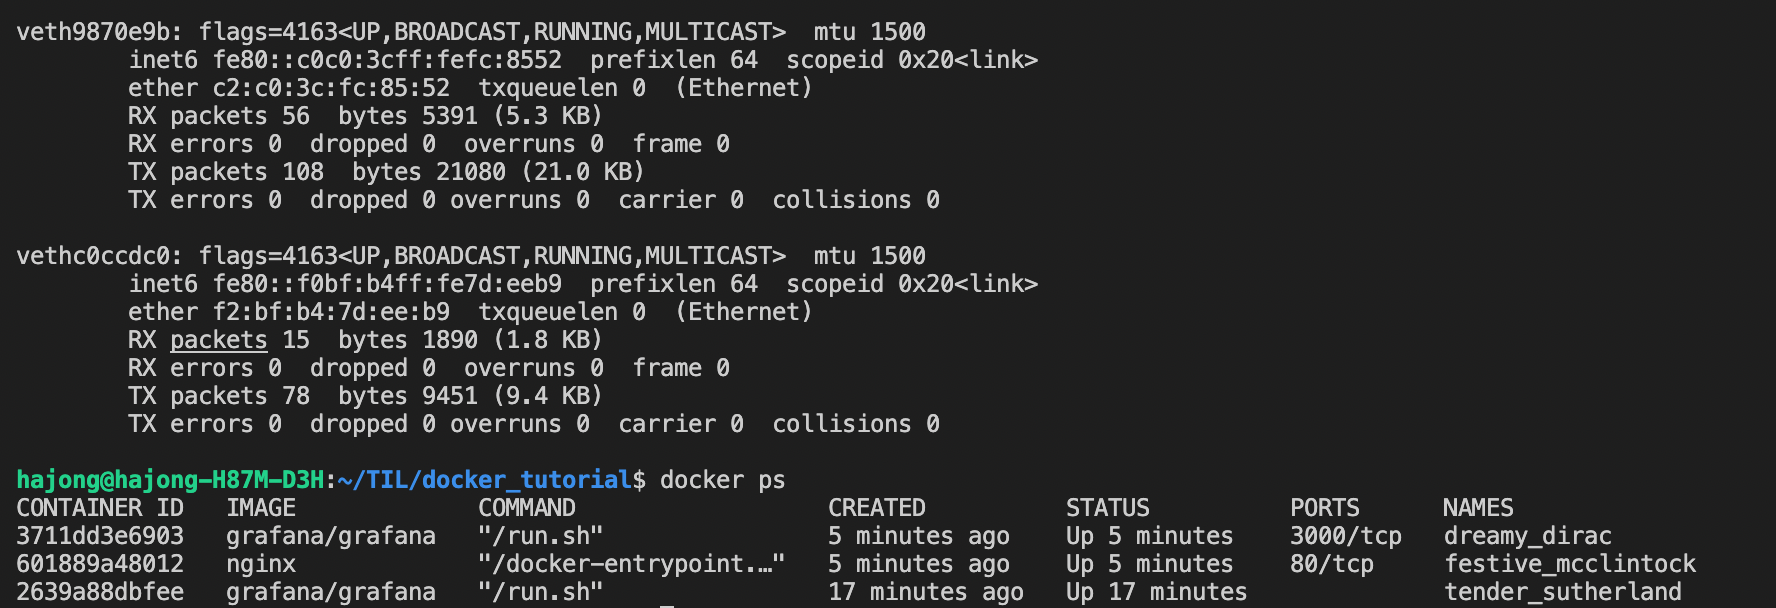 veth9870e9b: flags=4163<UP,BROADCAST,RUNNING,MULTICAST>  mtu 1500
        inet6 fe80::c0c0:3cff:fefc:8552  prefixlen 64  scopeid 0x20<link>
        ether c2:c0:3c:fc:85:52  txqueuelen 0  (Ethernet)
        RX packets 56  bytes 5391 (5.3 KB)
        RX errors 0  dropped 0  overruns 0  frame 0
        TX packets 108  bytes 21080 (21.0 KB)
        TX errors 0  dropped 0 overruns 0  carrier 0  collisions 0

vethc0ccdc0: flags=4163<UP,BROADCAST,RUNNING,MULTICAST>  mtu 1500
        inet6 fe80::f0bf:b4ff:fe7d:eeb9  prefixlen 64  scopeid 0x20<link>
        ether f2:bf:b4:7d:ee:b9  txqueuelen 0  (Ethernet)
        RX packets 15  bytes 1890 (1.8 KB)
        RX errors 0  dropped 0  overruns 0  frame 0
        TX packets 78  bytes 9451 (9.4 KB)
        TX errors 0  dropped 0 overruns 0  carrier 0  collisions 0

hajong@hajong-H87M-D3H:~/TIL/docker_tutorial$ docker ps
CONTAINER ID   IMAGE             COMMAND                  CREATED          STATUS          PORTS      NAMES
3711dd3e6903   grafana/grafana   "/run.sh"                5 minutes ago    Up 5 minutes    3000/tcp   dreamy_dirac
601889a48012   nginx             "/docker-entrypoint.…"   5 minutes ago    Up 5 minutes    80/tcp     festive_mcclintock
2639a88dbfee   grafana/grafana   "/run.sh"                17 minutes ago   Up 17 minutes              tender_sutherland